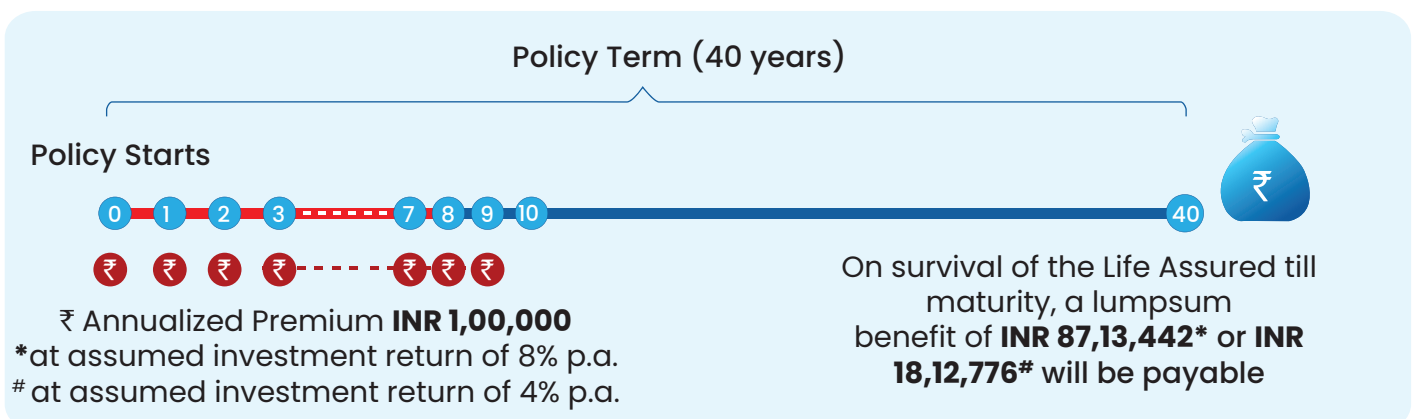 Policy Term (40 years)
Policy Starts
₹
0 1 2 3 7 8 9 10 40
₹ ₹ ₹ ₹ ₹ ₹ ₹
₹ Annualized Premium INR 1,00,000
*at assumed investment return of 8% p.a.
# at assumed investment return of 4% p.a.
On survival of the Life Assured till
maturity, a lumpsum
benefit of INR 87,13,442* or INR
18,12,776# will be payable